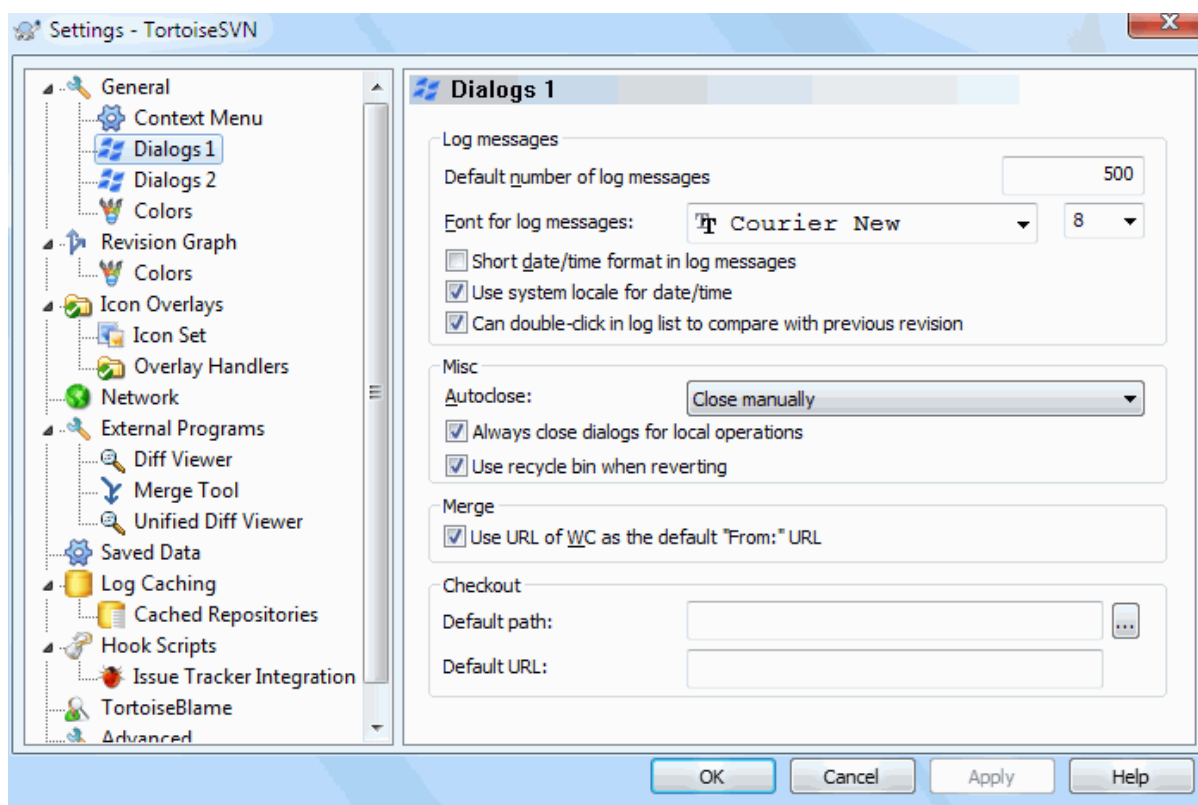 Settings - TortoiseSVN
X
General
Context Menu
Dialogs 1
Dialogs 2
Colors
Revision Graph
Colors
Icon Overlays
Icon Set
Overlay Handlers
Network
External Programs
Diff Viewer
Merge Tool
Unified Diff Viewer
Saved Data
Log Caching
Cached Repositories
Hook Scripts
Issue Tracker Integration
TortoiseBlame
Advanced
Dialogs 1
Log messages
Default number of log messages 500
Font for log messages: Courier New 8
Short date/time format in log messages
Use system locale for date/time
Can double-click in log list to compare with previous revision
Misc
Autoclose: Close manually
Always close dialogs for local operations
Use recycle bin when reverting
Merge
Use URL of WC as the default "From:" URL
Checkout
Default path: ...
Default URL:
OK Cancel Apply Help